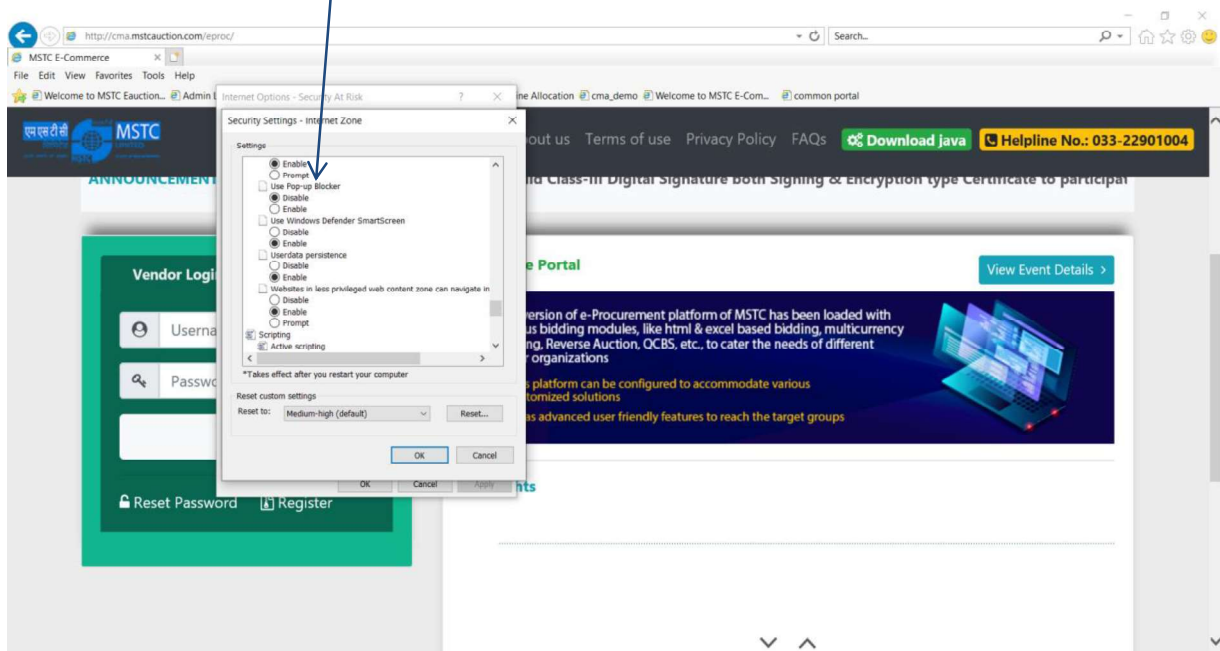 http://cma.mstcauction.com/eproc/
Search...
MSTC E-Commerce
File Edit View Favorites Tools Help
Welcome to MSTC Eauction... Admin L
Internet Options - Security At Risk ? ×
ine Allocation cma_demo Welcome to MSTC E-Com... common portal
Security Settings - Internet Zone
एम एस टी सी
MSTC
LIMITED
out us Terms of use Privacy Policy FAQs Download java Helpline No.: 033-22901004
ANNOUNCEMENT
Class-III Digital Signature both Signing & Encryption type Certificate to participat
Settings
Enable
Prompt
Use Pop-up Blocker
Disable
Enable
Use Windows Defender SmartScreen
Disable
Enable
Userdata persistence
Disable
Enable
Websites in less privileged web content zone can navigate in
Disable
Enable
Prompt
Scripting
Active scripting
*Takes effect after you restart your computer
Reset custom settings
Reset to: Medium-high (default) Reset...
OK Cancel
OK Cancel Apply
Vendor Logi
Userna
Passwo
Reset Password Register
e Portal
View Event Details >
ersion of e-Procurement platform of MSTC has been loaded with
us bidding modules, like html & excel based bidding, multicurrency
ng, Reverse Auction, QCBS, etc., to cater the needs of different
r organizations
s platform can be configured to accommodate various
tomized solutions
as advanced user friendly features to reach the target groups
nts